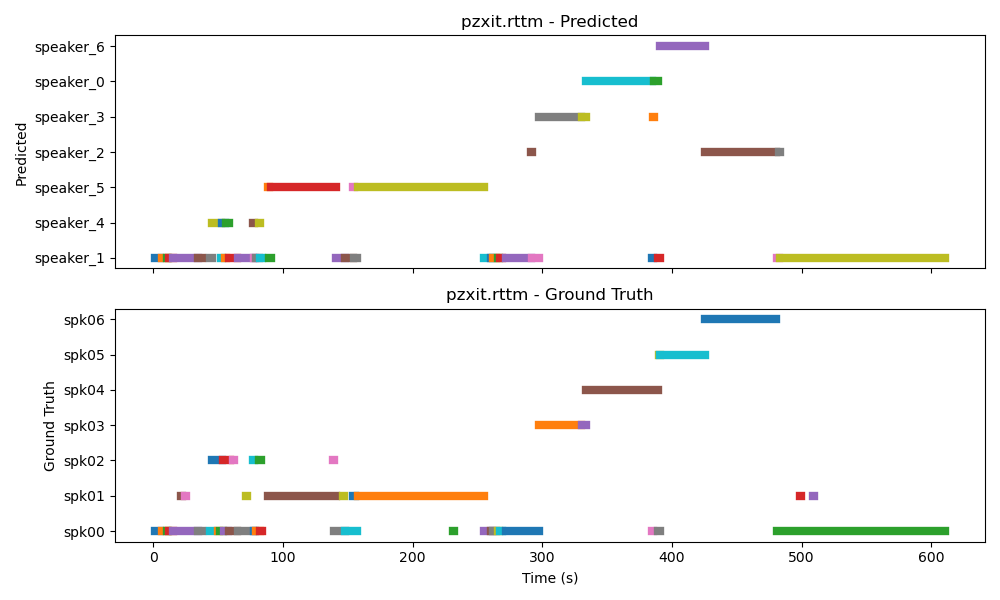 pzxit.rttm - Predicted
speaker_6
speaker_0
speaker_3
speaker_2
speaker_5
speaker_4
speaker_1
Predicted
pzxit.rttm - Ground Truth
spk06
spk05
spk04
spk03
spk02
spk01
spk00
Ground Truth
0 100 200 300 400 500 600
Time (s)